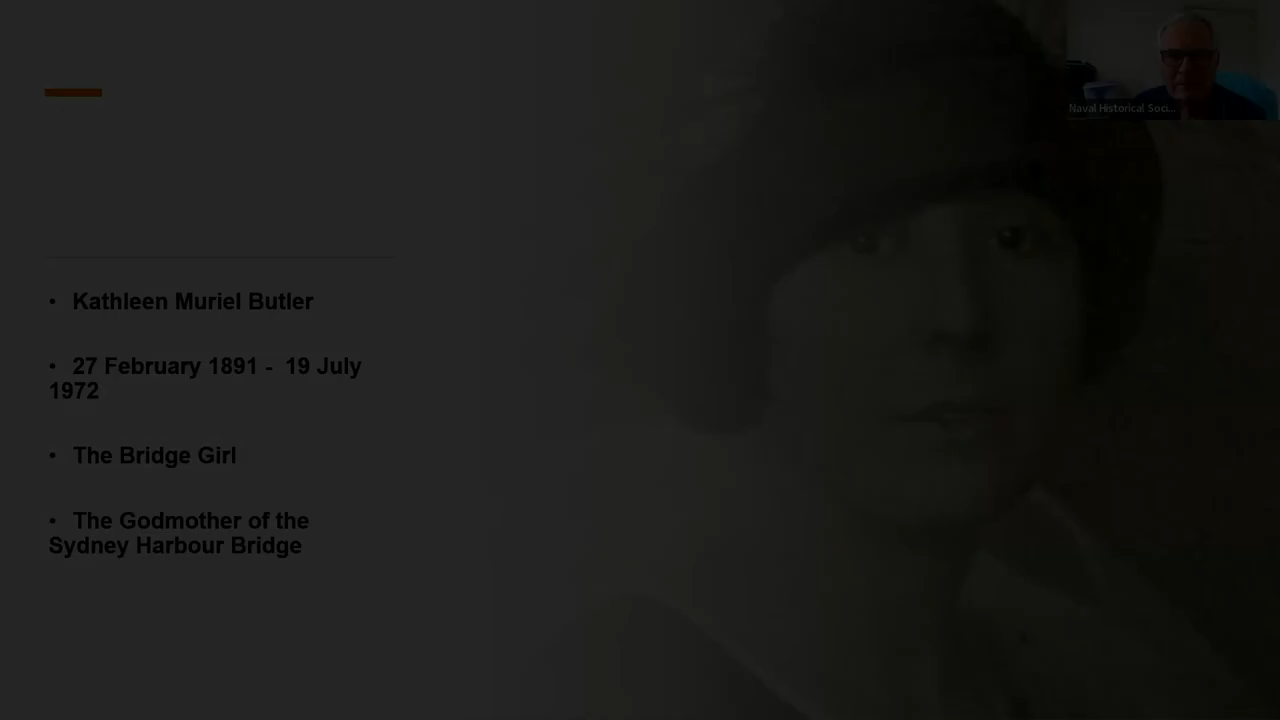 Naval Historical Soci...
• Kathleen Muriel Butler
• 27 February 1891 - 19 July
1972
• The Bridge Girl
• The Godmother of the
Sydney Harbour Bridge